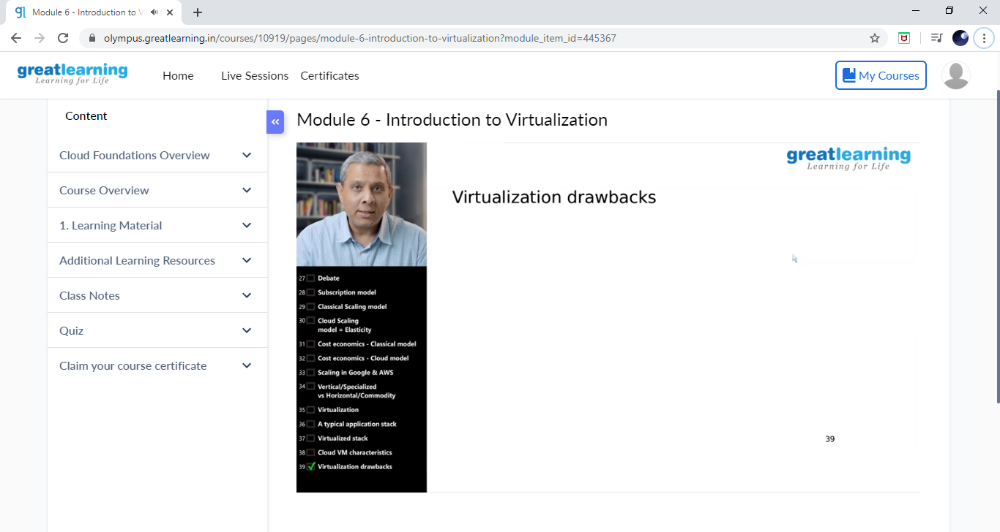 Module 6 - Introduction to V
olympus.greatlearning.in/courses/10919/pages/module-6-introduction-to-virtualization?module_item_id=445367
greatlearning
Learning for Life
Home
Live Sessions
Certificates
My Courses
Content
Cloud Foundations Overview
Course Overview
1. Learning Material
Additional Learning Resources
Class Notes
Quiz
Claim your course certificate
Module 6 - Introduction to Virtualization
greatlearning
Learning for Life
Virtualization drawbacks
27 Debate
28 Subscription model
29 Classical Scaling model
30 Cloud Scaling
model = Elasticity
31 Cost economics - Classical model
32 Cost economics - Cloud model
33 Scaling in Google & AWS
34 Vertical/Specialized
vs Horizontal/Commodity
35 Virtualization
36 A typical application stack
37 Virtualized stack
38 Cloud VM characteristics
39 Virtualization drawbacks
39